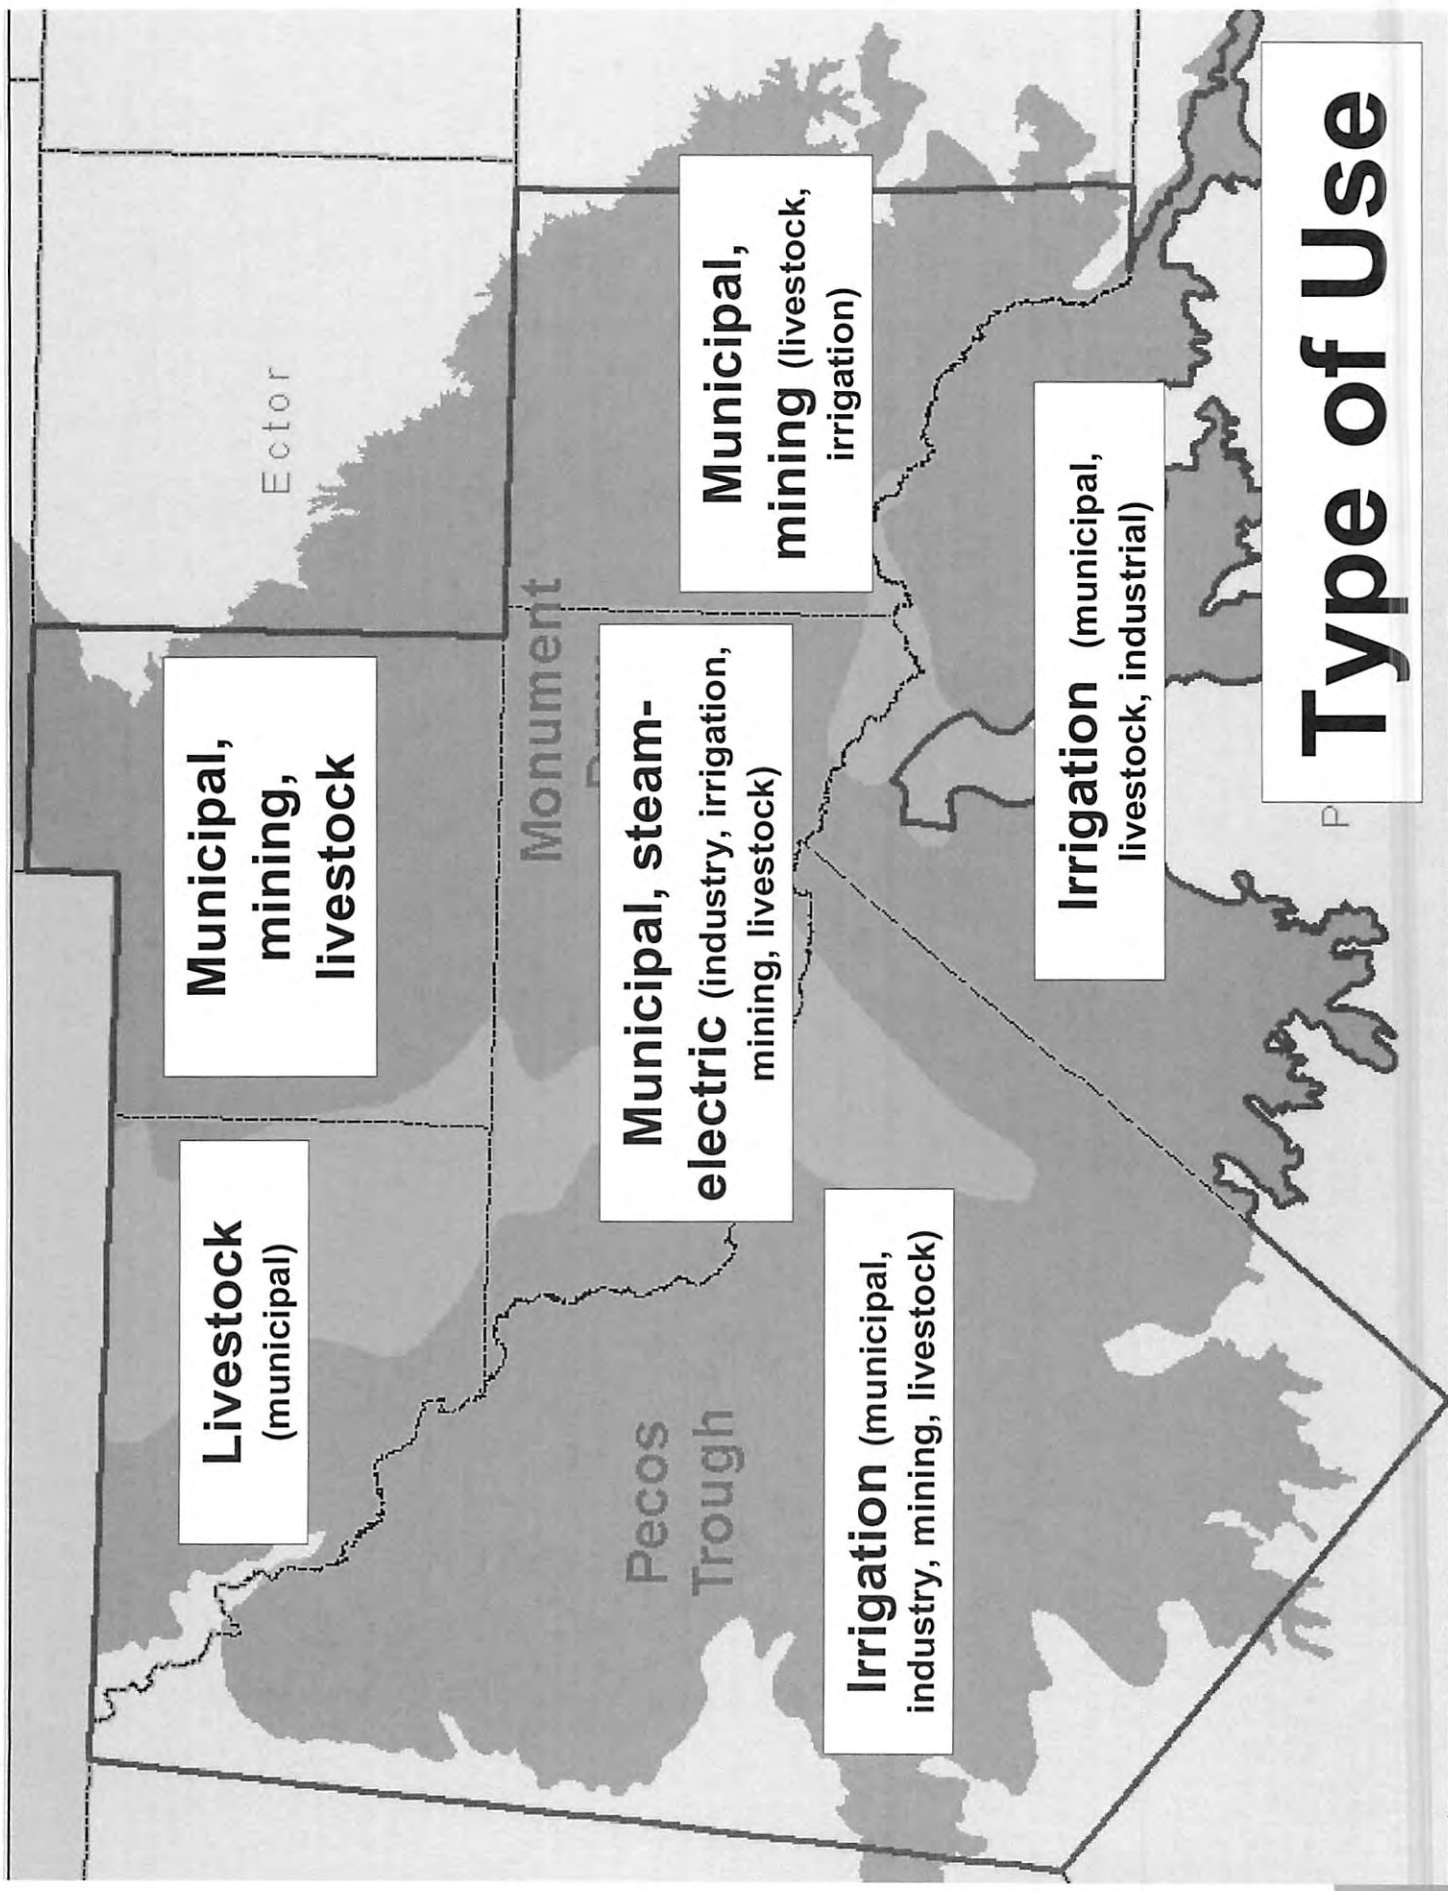 Ector
Livestock
(municipal)
Municipal,
mining,
livestock
Monument
Municipal, steam-
electric (industry, irrigation,
mining, livestock)
Municipal,
mining (livestock,
irrigation)
Pecos
Trough
Irrigation (municipal,
industry, mining, livestock)
Irrigation (municipal,
livestock, industrial)
P
Type of Use